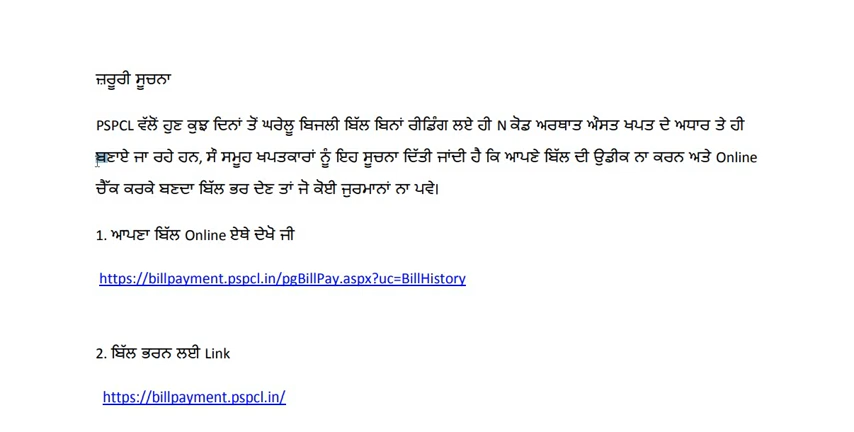 ਜ਼ਰੂਰੀ ਸੂਚਨਾ
PSPCL ਵੱਲੋਂ ਹੁਣ ਕੁਝ ਦਿਨਾਂ ਤੋਂ ਘਰੇਲੂ ਬਿਜਲੀ ਬਿੱਲ ਬਿਨਾਂ ਰੀਡਿੰਗ ਲਏ ਹੀ N ਕੋਡ ਅਰਥਾਤ ਔਸਤ ਖਪਤ ਦੇ ਅਧਾਰ ਤੇ ਹੀ
ਬਣਾਏ ਜਾ ਰਹੇ ਹਨ, ਸੌ ਸਮੂਹ ਖਪਤਕਾਰਾਂ ਨੂੰ ਇਹ ਸੂਚਨਾ ਦਿੱਤੀ ਜਾਂਦੀ ਹੈ ਕਿ ਆਪਣੇ ਬਿੱਲ ਦੀ ਉਡੀਕ ਨਾ ਕਰਨ ਅਤੇ Online
ਚੈੱਕ ਕਰਕੇ ਬਣਦਾ ਬਿੱਲ ਭਰ ਦੇਣ ਤਾਂ ਜੋ ਕੋਈ ਜੁਰਮਾਨਾਂ ਨਾ ਪਵੇ।
1. ਆਪਣਾ ਬਿੱਲ Online ਏਥੇ ਦੇਖੋ ਜੀ
https://billpayment.pspcl.in/pgBillPay.aspx?uc=BillHistory
2. ਬਿੱਲ ਭਰਨ ਲਈ Link
https://billpayment.pspcl.in/